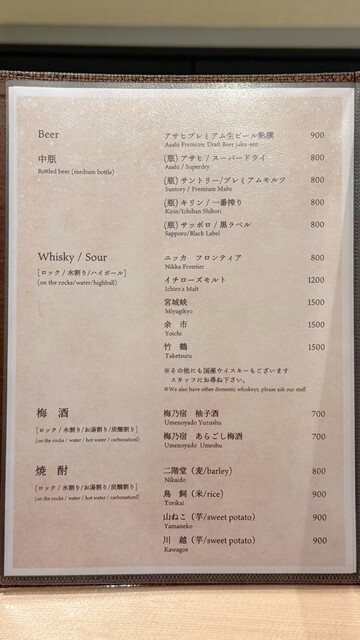 Beer
アサヒプレミアム生ビール熟撰 900
Asahi Premium Draft Beer juku-sen
中瓶
Bottled beer (medium bottle)
(瓶) アサヒ / スーパードライ 800
Asahi / Superdry
(瓶) サントリー/プレミアムモルツ 800
Suntory / Premium Malts
(瓶) キリン / 一番搾り 800
Kirin/Ichiban Shibori
(瓶) サッポロ / 黒ラベル 800
Sapporo/Black Label
Whisky / Sour
[ロック / 水割り/ハイボール]
(on the rocks/water/highball)
ニッカ フロンティア 800
Nikka Frontier
イチローズモルト 1200
Ichiro's Malt
宮城峡 1500
Miyagikyo
余市 1500
Yoichi
竹鶴 1500
Taketsuru
※その他にも国産ウイスキーもございます
スタッフにお尋ね下さい。
※We also have other domestic whiskeys, please ask our staff.
梅酒
[ロック / 水割り/お湯割り/炭酸割り]
(on the rocks / water / hot water / carbonation)
梅乃宿 柚子酒 700
Umenoyado Yuzushu
梅乃宿 あらごし梅酒 700
Umenoyado Umeshu
焼酎
[ロック / 水割り/お湯割り/炭酸割り]
(on the rocks / water / hot water / carbonation)
二階堂（麦/barley） 800
Nikaido
鳥飼（米/rice） 900
Torikai
山ねこ（芋/sweet potato） 900
Yamaneko
川越（芋/sweet potato） 900
Kawagoe